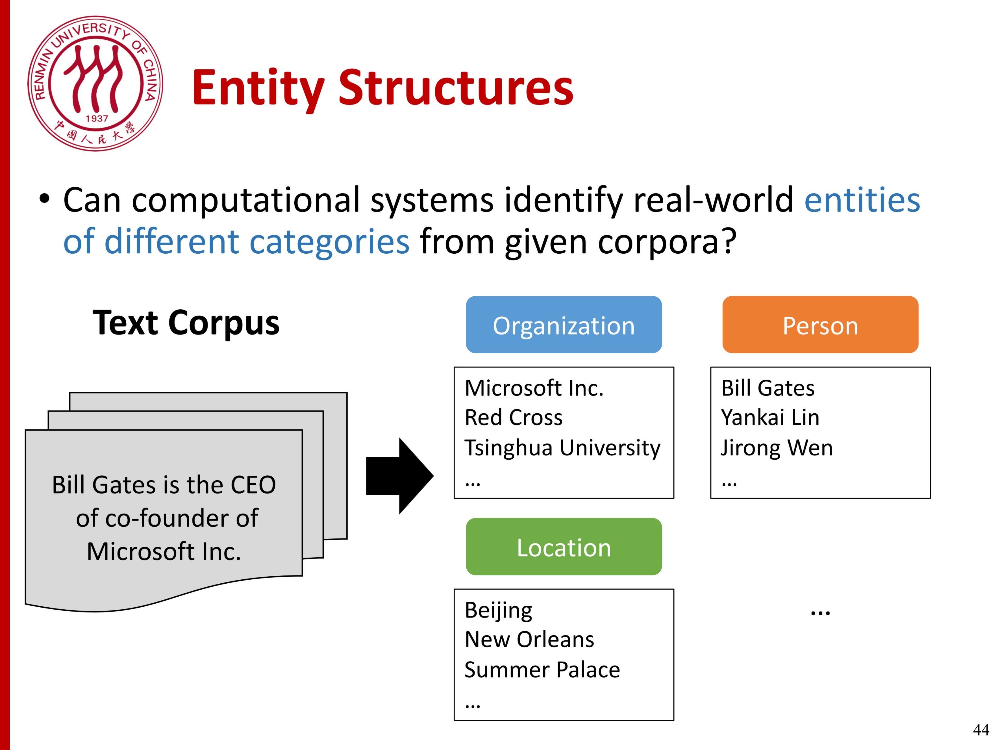 RENMIN UNIVERSITY OF CHINA
1937
中國人民大學
Entity Structures
• Can computational systems identify real-world entities
of different categories from given corpora?
Text Corpus
Bill Gates is the CEO
of co-founder of
Microsoft Inc.
Organization
Microsoft Inc.
Red Cross
Tsinghua University
...
Person
Bill Gates
Yankai Lin
Jirong Wen
...
Location
Beijing
New Orleans
Summer Palace
...
...
44